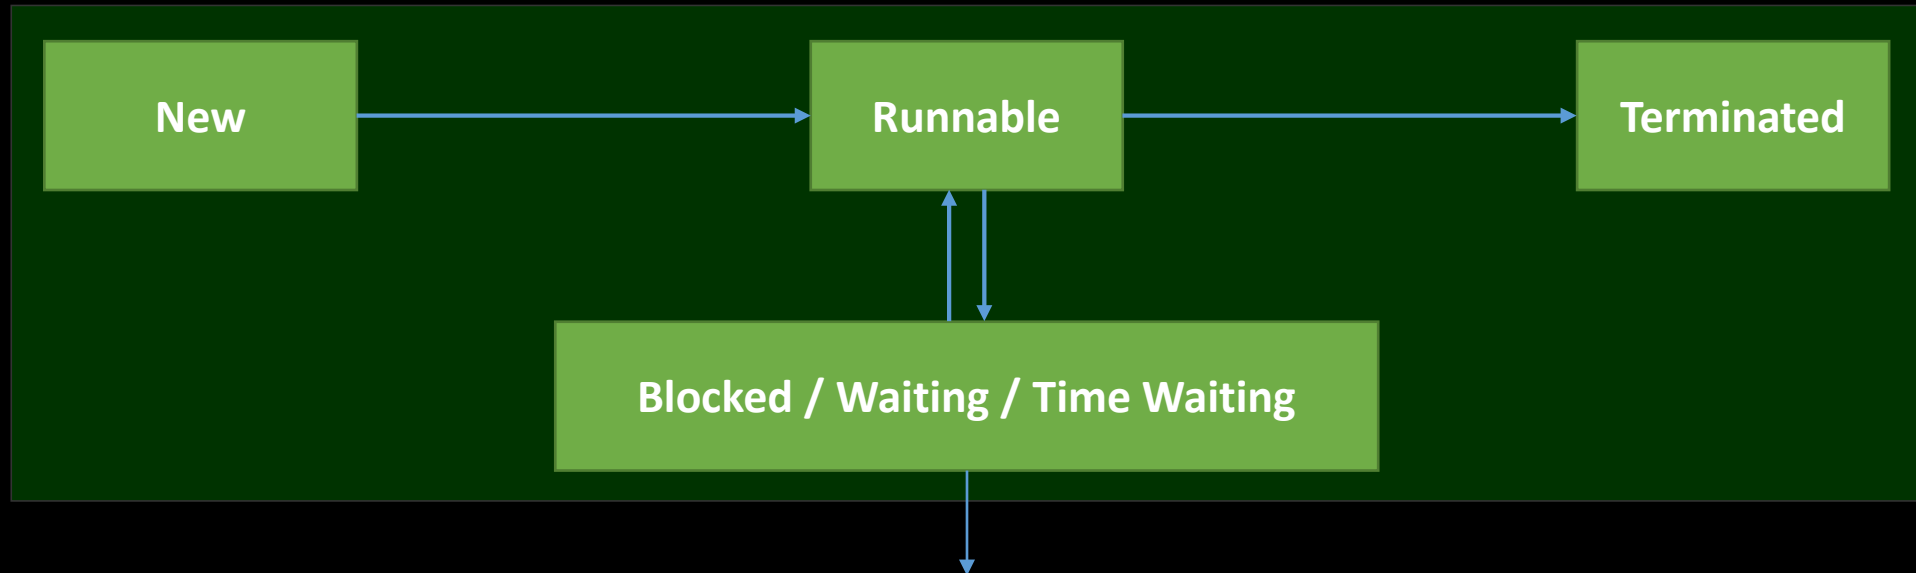 New
Runnable
Terminated
Blocked / Waiting / Time Waiting